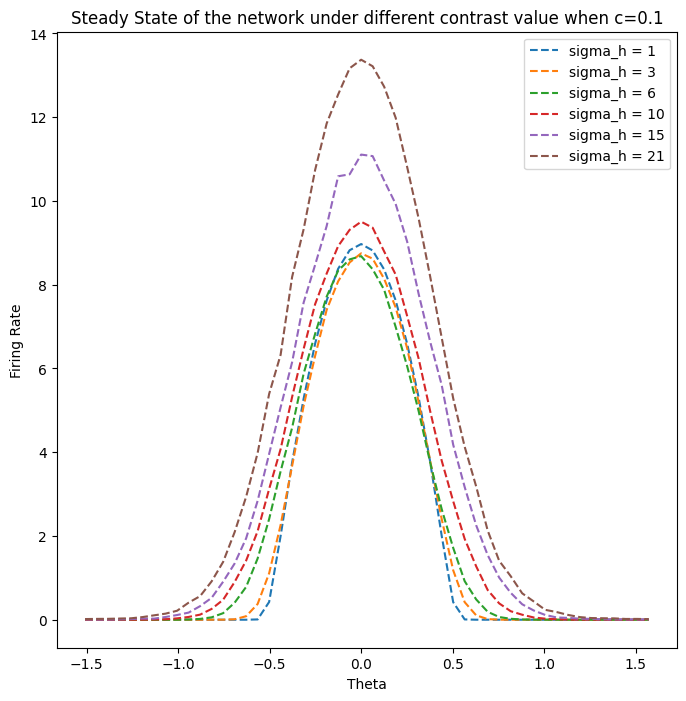 Steady State of the network under different contrast value when c=0.1
14
12
10
8
6
4
2
0
Firing Rate
sigma_h = 1
sigma_h = 3
sigma_h = 6
sigma_h = 10
sigma_h = 15
sigma_h = 21
−1.5 −1.0 −0.5 0.0 0.5 1.0 1.5
Theta